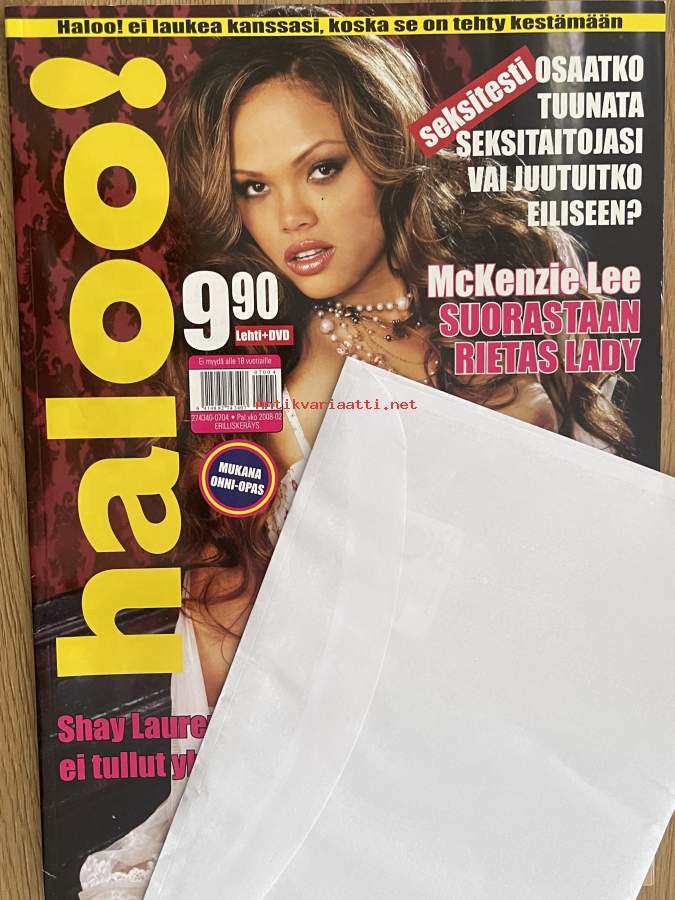 Haloo! ei laukea kanssasi, koska se on tehty kestämään
haloo!
seksitesti
OSAATKO
TUUNATA
SEKSITAITOJASI
VAI JUUTUITKO
EILISEEN?
McKenzie Lee
SUORASTAAN
RIETAS LADY
9 90
Lehti+DVD
Ei myydä alle 18 vuotiaille
07004
274340-0704 • Pal.vko 2008-02
ERILLISKERÄYS
Antikvariaatti.net
MUKANA
ONNI-OPAS
Shay
ei tullut